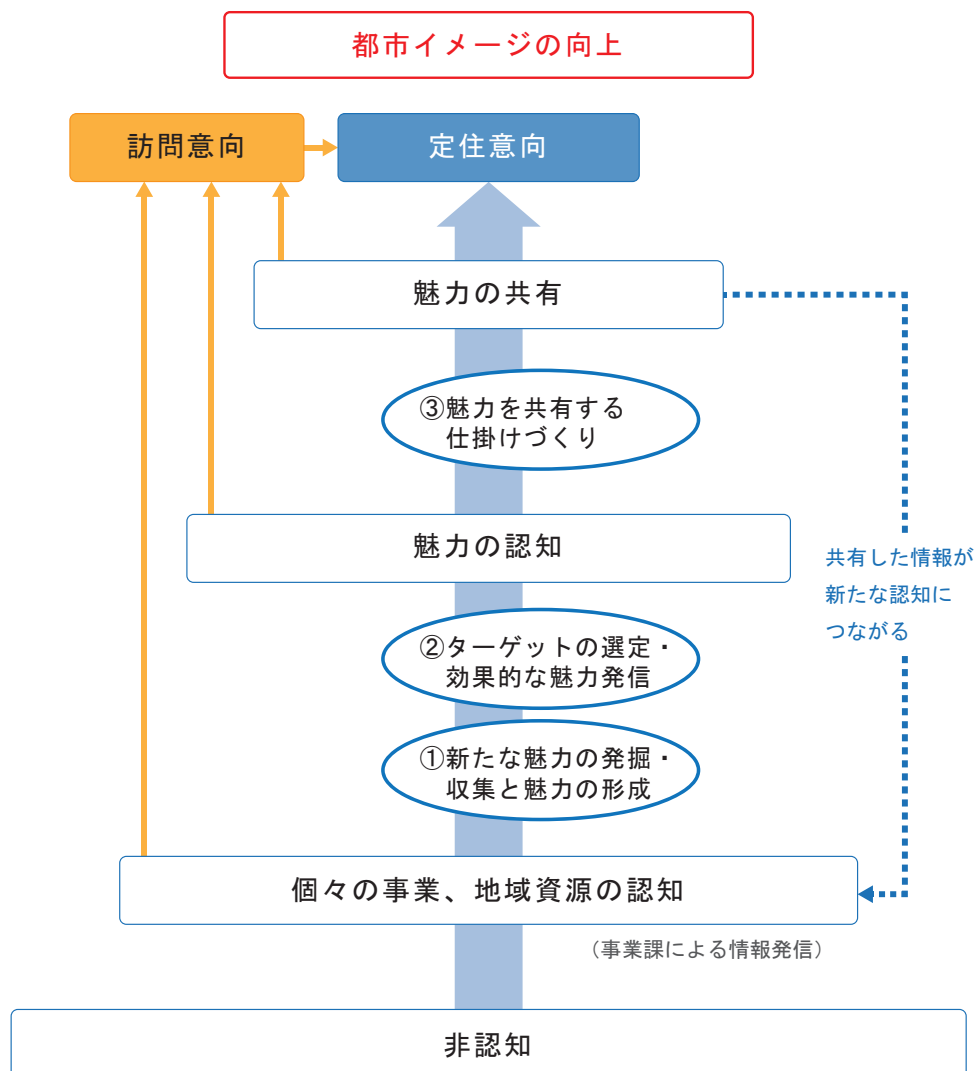 都市イメージの向上
訪問意向
定住意向
魅力の共有
③魅力を共有する
仕掛けづくり
魅力の認知
共有した情報が
新たな認知に
つながる
②ターゲットの選定・
効果的な魅力発信
①新たな魅力の発掘・
収集と魅力の形成
個々の事業、地域資源の認知
（事業課による情報発信）
非認知